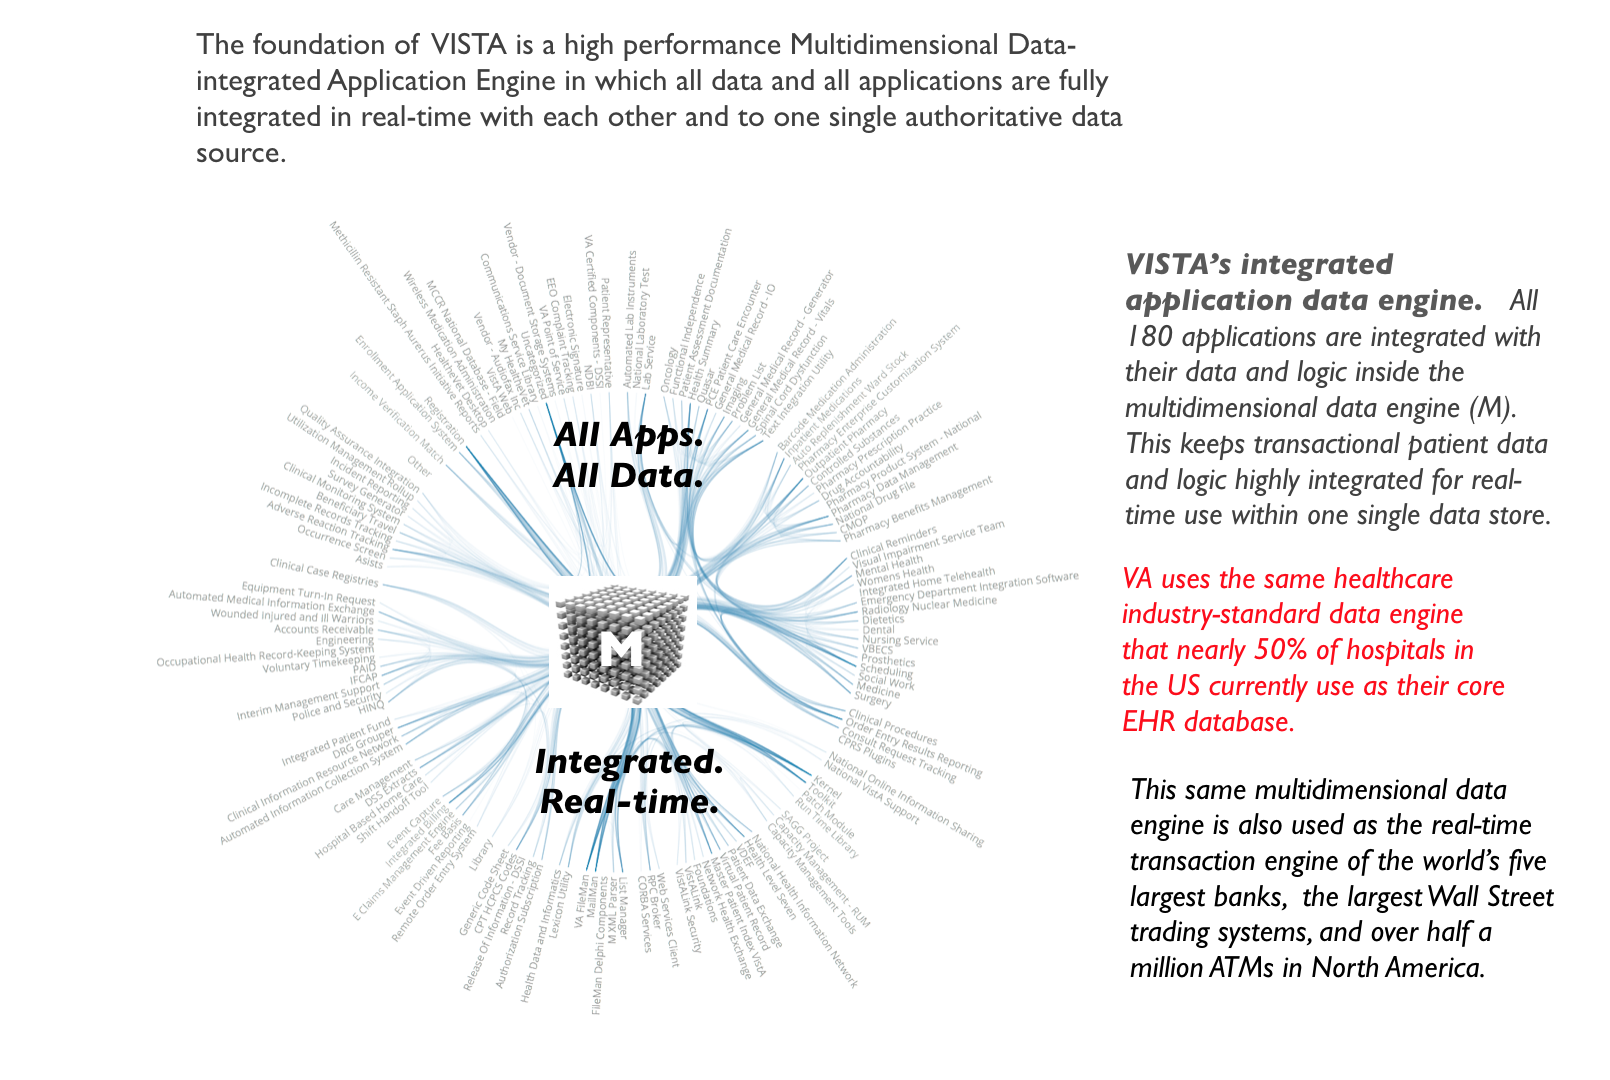 The foundation of VISTA is a high performance Multidimensional Data-
integrated Application Engine in which all data and all applications are fully
integrated in real-time with each other and to one single authoritative data
source.
VISTA's integrated
application data engine. All
180 applications are integrated with
their data and logic inside the
multidimensional data engine (M).
This keeps transactional patient data
and logic highly integrated for real-
time use within one single data store.
VA uses the same healthcare
industry-standard data engine
that nearly 50% of hospitals in
the US currently use as their core
EHR database.
This same multidimensional data
engine is also used as the real-time
transaction engine of the world's five
largest banks, the largest Wall Street
trading systems, and over half a
million ATMs in North America.
All Apps.
All Data.
M
Integrated.
Real-time.
Automated Lab Instruments
National Laboratory Test
Lab Service
Oncology
Functional Independence
Patient Assessment Documentation
Health Summary
Quasar
PCE Patient Care Encounter
General Medical Record - IO
Imaging
Problem List
General Medical Record - Generator
General Medical Record - Vitals
Spinal Cord Dysfunction
Text Integration Utility
Barcode Medication Administration
Inpatient Medications
Auto Replenishment Ward Stock
Pharmacy Enterprise Customization System
Outpatient Pharmacy
Controlled Substances
Pharmacy Prescription Practice
Drug Accountability
Pharmacy Product System - National
Pharmacy Data Management
National Drug File
CMOP
Pharmacy Benefits Management
Clinical Reminders
Visual Impairment Service Team
Mental Health
Womens Health
Integrated Home Telehealth
Emergency Department Integration Software
Radiology Nuclear Medicine
Dietetics
Dental
Nursing Service
VBECS
Prosthetics
Scheduling
Social Work
Medicine
Surgery
Clinical Procedures
Order Entry Results Reporting
Consult Request Tracking
CPRS Plugins
National Online Information Sharing
National VistA Support
Kernel
Toolkit
Patch Module
Run Time Library
SAGG Project
Capacity Management - RUM
Capacity Management Tools
National Health Information Network
Health Level Seven
VDEF
Patient Data Exchange
Virtual Patient Record
Master Patient Index VistA
Network Health Exchange
Foundations
VistALink
VistALink Security
Web Services Client
RPC Broker
CORBA Services
List Manager
M XML Parser
FileMan Delphi Components
MailMan
VA FileMan
Lexicon Utility
Health Data and Informatics
Authorization Subscription
Record Tracking
Release Of Information - DSSI
CPT HCPCS Codes
Generic Code Sheet
Library
Remote Order Entry System
Event Driven Reporting
Fee Basis
E Claims Management Engine
Integrated Billing
Event Capture
Shift Handoff Tool
Hospital Based Home Care
DSS Extracts
Care Management
Automated Information Collection System
Clinical Information Resource Network
DRG Grouper
Integrated Patient Fund
HINQ
Police and Security
Interim Management Support
IFCAP
PAID
Voluntary Timekeeping
Occupational Health Record-Keeping System
Engineering
Accounts Receivable
Wounded Injured and Ill Warriors
Automated Medical Information Exchange
Equipment Turn-In Request
Clinical Case Registries
Asists
Occurrence Screen
Adverse Reaction Tracking
Incomplete Records Tracking
Beneficiary Travel
Clinical Monitoring System
Survey Generator
Incident Reporting
Utilization Management Rollup
Quality Assurance Integration
Other
Income Verification Match
Enrollment Application System
Registration
Methicillin Resistant Staph Aureus Initiative Reports
HealtheVet Desktop
Wireless Medication Administration
MCCR National Database Field
VistA Web
Vendor - Audiofax Inc
My HealtheVet
Communications Service Library
Uncategorized
Vendor - Document Storage Systems
VA Point of Service
EEO Complaint Tracking
Electronic Signature
NDBI
VA Certified Components - DSSI
Patient Representative